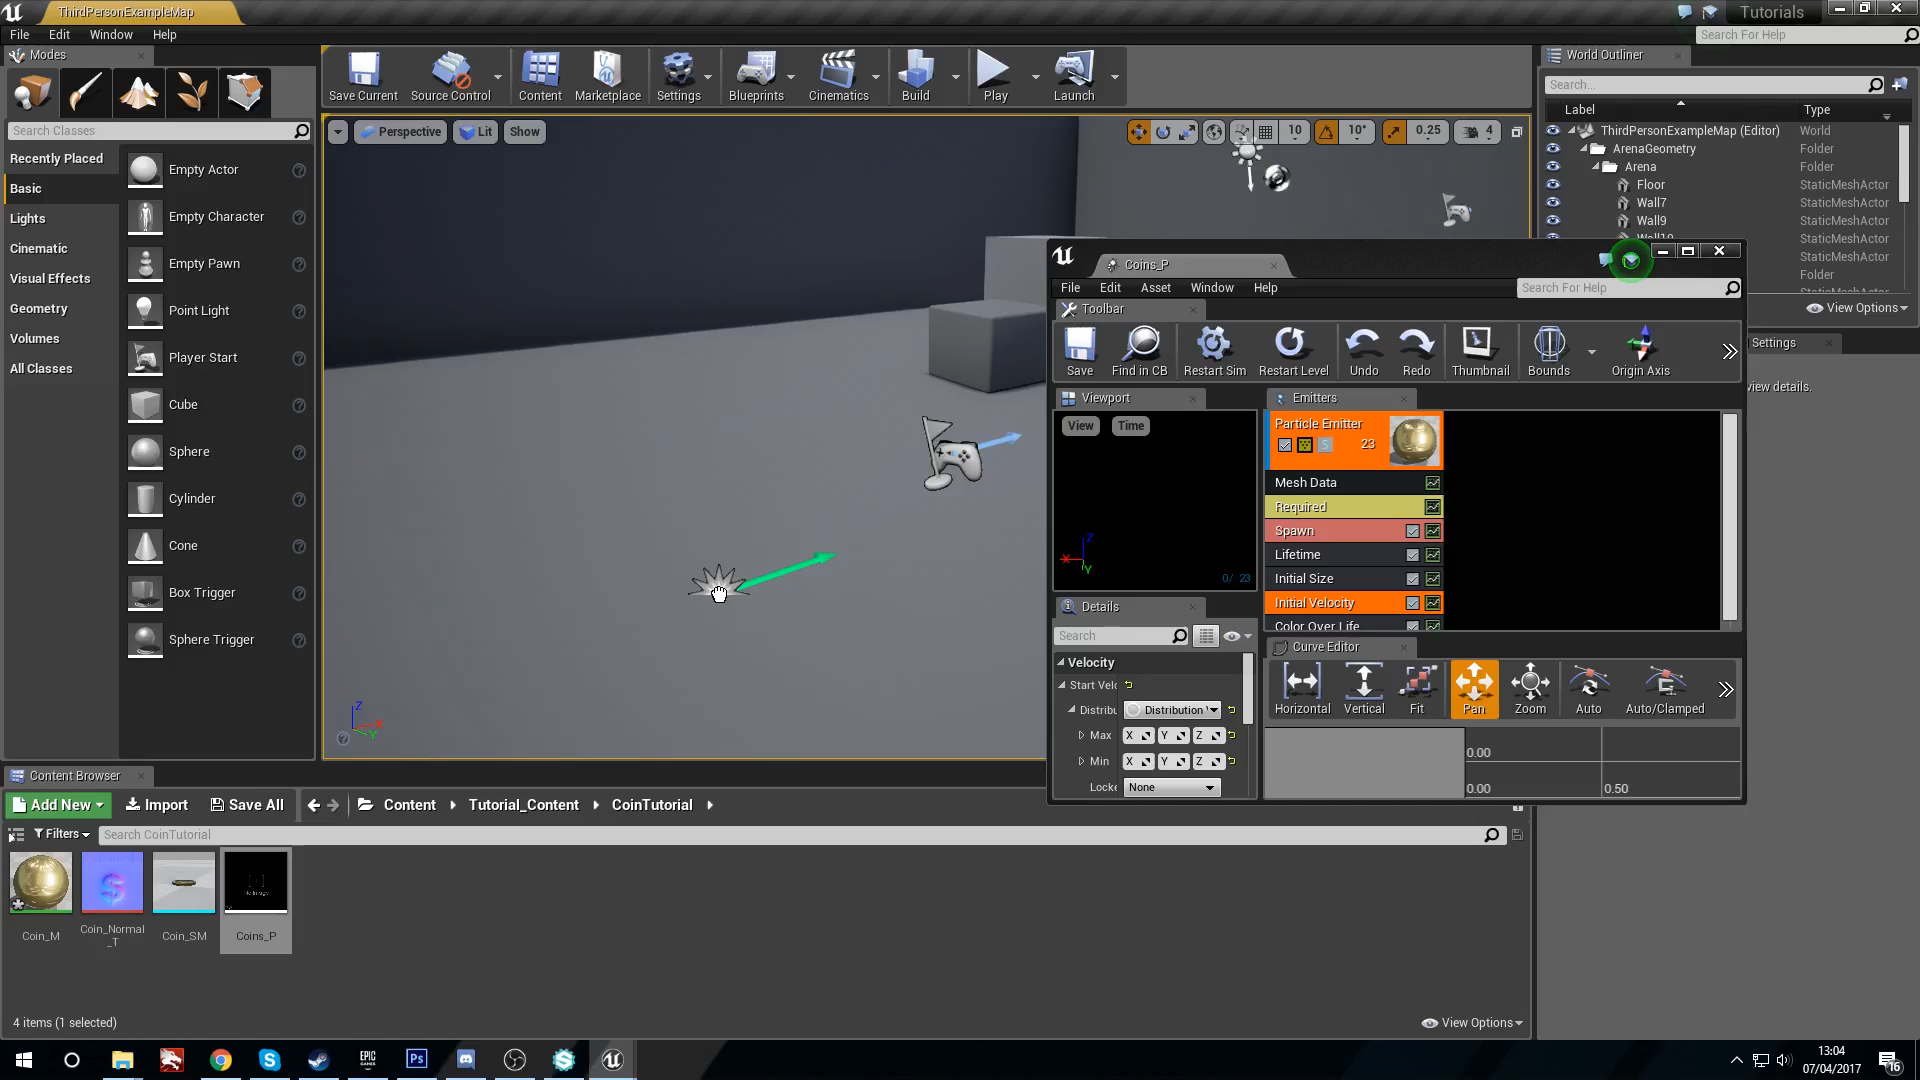 ThirdPersonExampleMap
Tutorials
File Edit Window Help
Search For Help
Modes
Search Classes
Recently Placed
Basic
Lights
Cinematic
Visual Effects
Geometry
Volumes
All Classes
Empty Actor
Empty Character
Empty Pawn
Point Light
Player Start
Cube
Sphere
Cylinder
Cone
Box Trigger
Sphere Trigger
Save Current
Source Control
Content
Marketplace
Settings
Blueprints
Cinematics
Build
Play
Launch
Perspective
Lit
Show
10
10°
0.25
4
Z
X
Y
World Outliner
Search...
Label Type
ThirdPersonExampleMap (Editor) World
ArenaGeometry Folder
Arena Folder
Floor StaticMeshActor
Wall7 StaticMeshActor
Wall9 StaticMeshActor
Wall10 StaticMeshActor
StaticMeshActor
Folder
View Options
Settings
view details.
Coins_P
File Edit Asset Window Help
Search For Help
Toolbar
Save
Find in CB
Restart Sim
Restart Level
Undo
Redo
Thumbnail
Bounds
Origin Axis
Viewport
View
Time
Z
X
Y
0/ 23
Emitters
Particle Emitter
S
23
Mesh Data
Required
Spawn
Lifetime
Initial Size
Initial Velocity
Color Over Life
Details
Search
Velocity
Start Velo
Distribu Distribution
Max X Y Z
Min X Y Z
Locke None
Curve Editor
Horizontal
Vertical
Fit
Pan
Zoom
Auto
Auto/Clamped
0.00
0.00 0.50
Content Browser
Add New
Import
Save All
Content
Tutorial_Content
CoinTutorial
Filters
Search CoinTutorial
Coin_M
Coin_Normal
_T
Coin_SM
Coins_P
4 items (1 selected)
View Options
EPIC
GAMES
Ps
13:04
07/04/2017
16